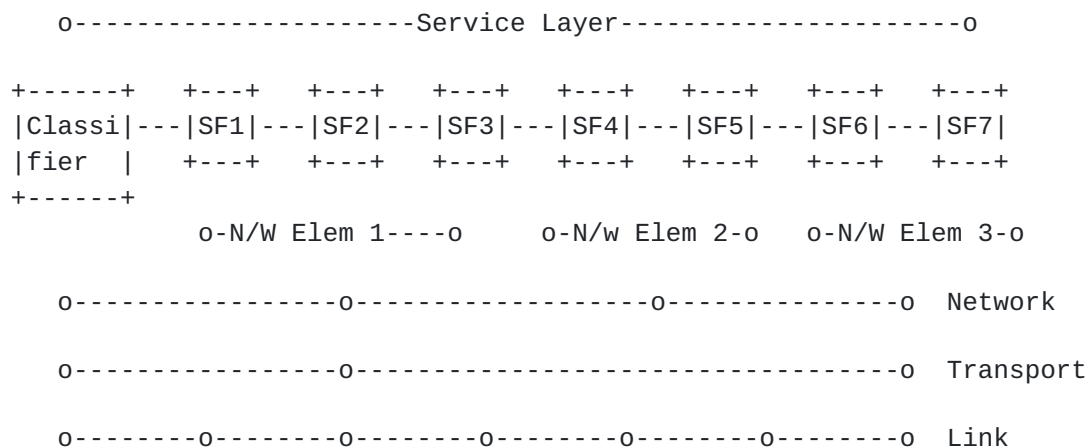 o----------------------Service Layer----------------------o
+------+   +---+   +---+   +---+   +---+   +---+   +---+   +---+
|Classi|---|SF1|---|SF2|---|SF3|---|SF4|---|SF5|---|SF6|---|SF7|
|fier  |   +---+   +---+   +---+   +---+   +---+   +---+   +---+
+------+
o-N/W Elem 1----o     o-N/w Elem 2-o   o-N/W Elem 3-o
o-----------------o-------------------o---------------o  Network
o-----------------o-----------------------------------o  Transport
o--------o--------o--------o--------o--------o--------o  Link